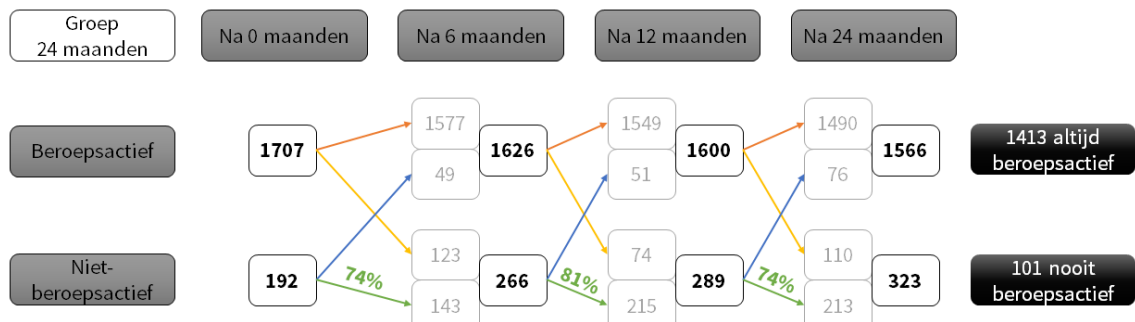 Groep
24 maanden
Na 0 maanden
Na 6 maanden
Na 12 maanden
Na 24 maanden
Beroepsactief
1707
1577
49
1626
1549
51
1600
1490
76
1566
1413 altijd
beroepsactief
Niet-
beroepsactief
192
74%
123
143
266
81%
74
215
289
74%
110
213
323
101 nooit
beroepsactief